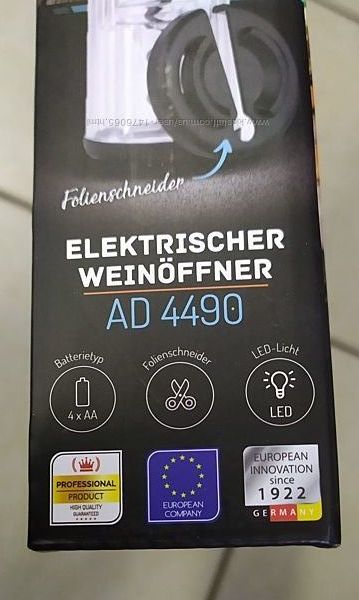 Folienschneider
ELEKTRISCHER
WEINÖFFNER
AD 4490
Batterietyp
4 x AA
Folienschneider
LED-Licht
LED
PROFESSIONAL
PRODUCT
HIGH QUALITY
GUARANTEED
EUROPEAN
COMPANY
EUROPEAN
INNOVATION
since
1922
GERMANY